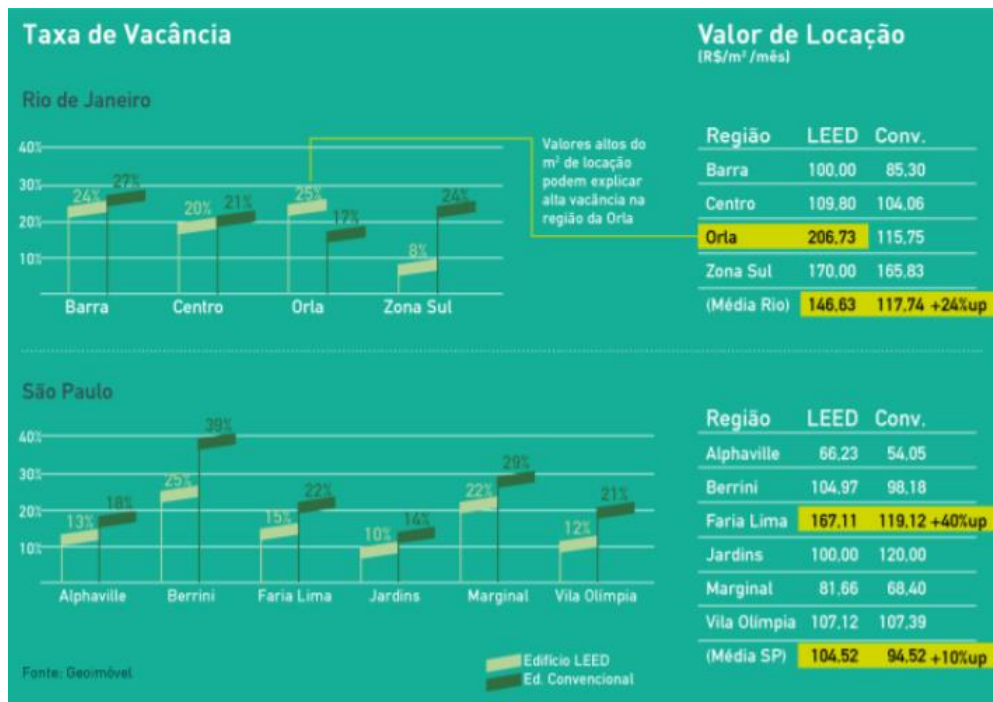 Taxa de Vacância
Valor de Locação
(R$/m² /mês)
Rio de Janeiro
40%
30%
20%
10%
24%
27%
20%
21%
25%
17%
8%
24%
Barra
Centro
Orla
Zona Sul
Valores altos do
m² de locação
podem explicar
alta vacância na
região da Orla
Região LEED Conv.
Barra 100,00 85,30
Centro 109,80 104,06
Orla 206,73 115,75
Zona Sul 170,00 165,83
(Média Rio) 146,63 117,74 +24%up
São Paulo
40%
30%
20%
10%
13%
18%
25%
39%
15%
22%
10%
14%
22%
29%
12%
21%
Alphaville
Berrini
Faria Lima
Jardins
Marginal
Vila Olímpia
Região LEED Conv.
Alphaville 66,23 54,05
Berrini 104,97 98,18
Faria Lima 167,11 119,12 +40%up
Jardins 100,00 120,00
Marginal 81,66 68,40
Vila Olímpia 107,12 107,39
(Média SP) 104,52 94,52 +10%up
Fonte: Geoimóvel
Edifício LEED
Ed. Convencional